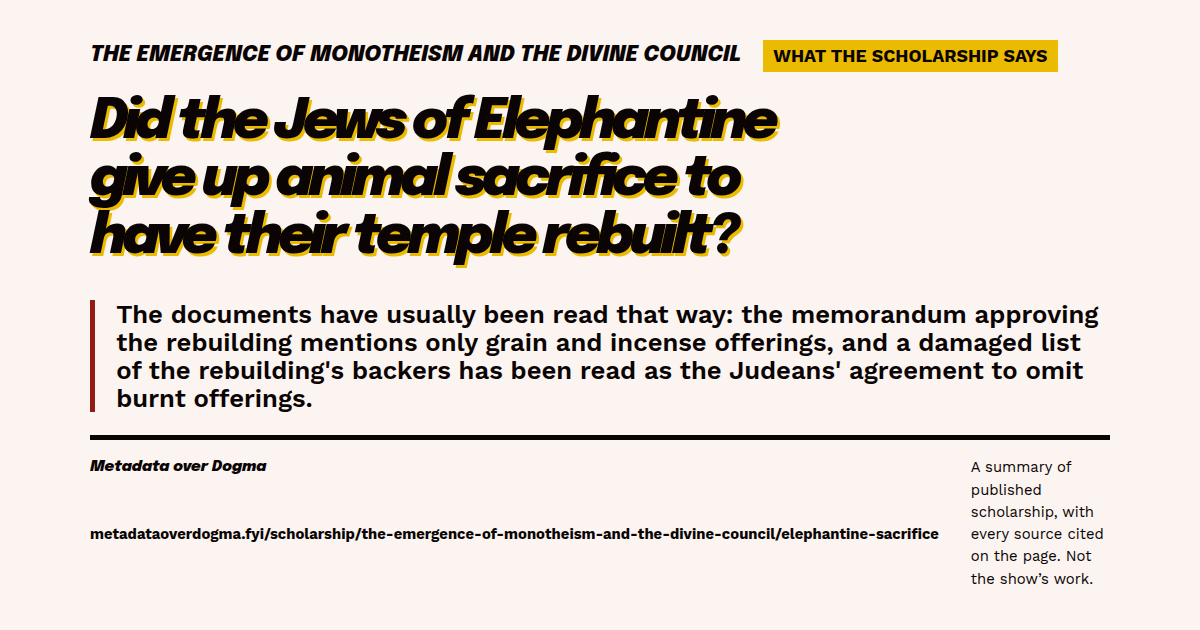 THE EMERGENCE OF MONOTHEISM AND THE DIVINE COUNCIL
WHAT THE SCHOLARSHIP SAYS
Did the Jews of Elephantine
give up animal sacrifice to
have their temple rebuilt?
The documents have usually been read that way: the memorandum approving
the rebuilding mentions only grain and incense offerings, and a damaged list
of the rebuilding's backers has been read as the Judeans' agreement to omit
burnt offerings.
Metadata over Dogma
metadataoverdogma.fyi/scholarship/the-emergence-of-monotheism-and-the-divine-council/elephantine-sacrifice
A summary of
published
scholarship, with
every source cited
on the page. Not
the show’s work.